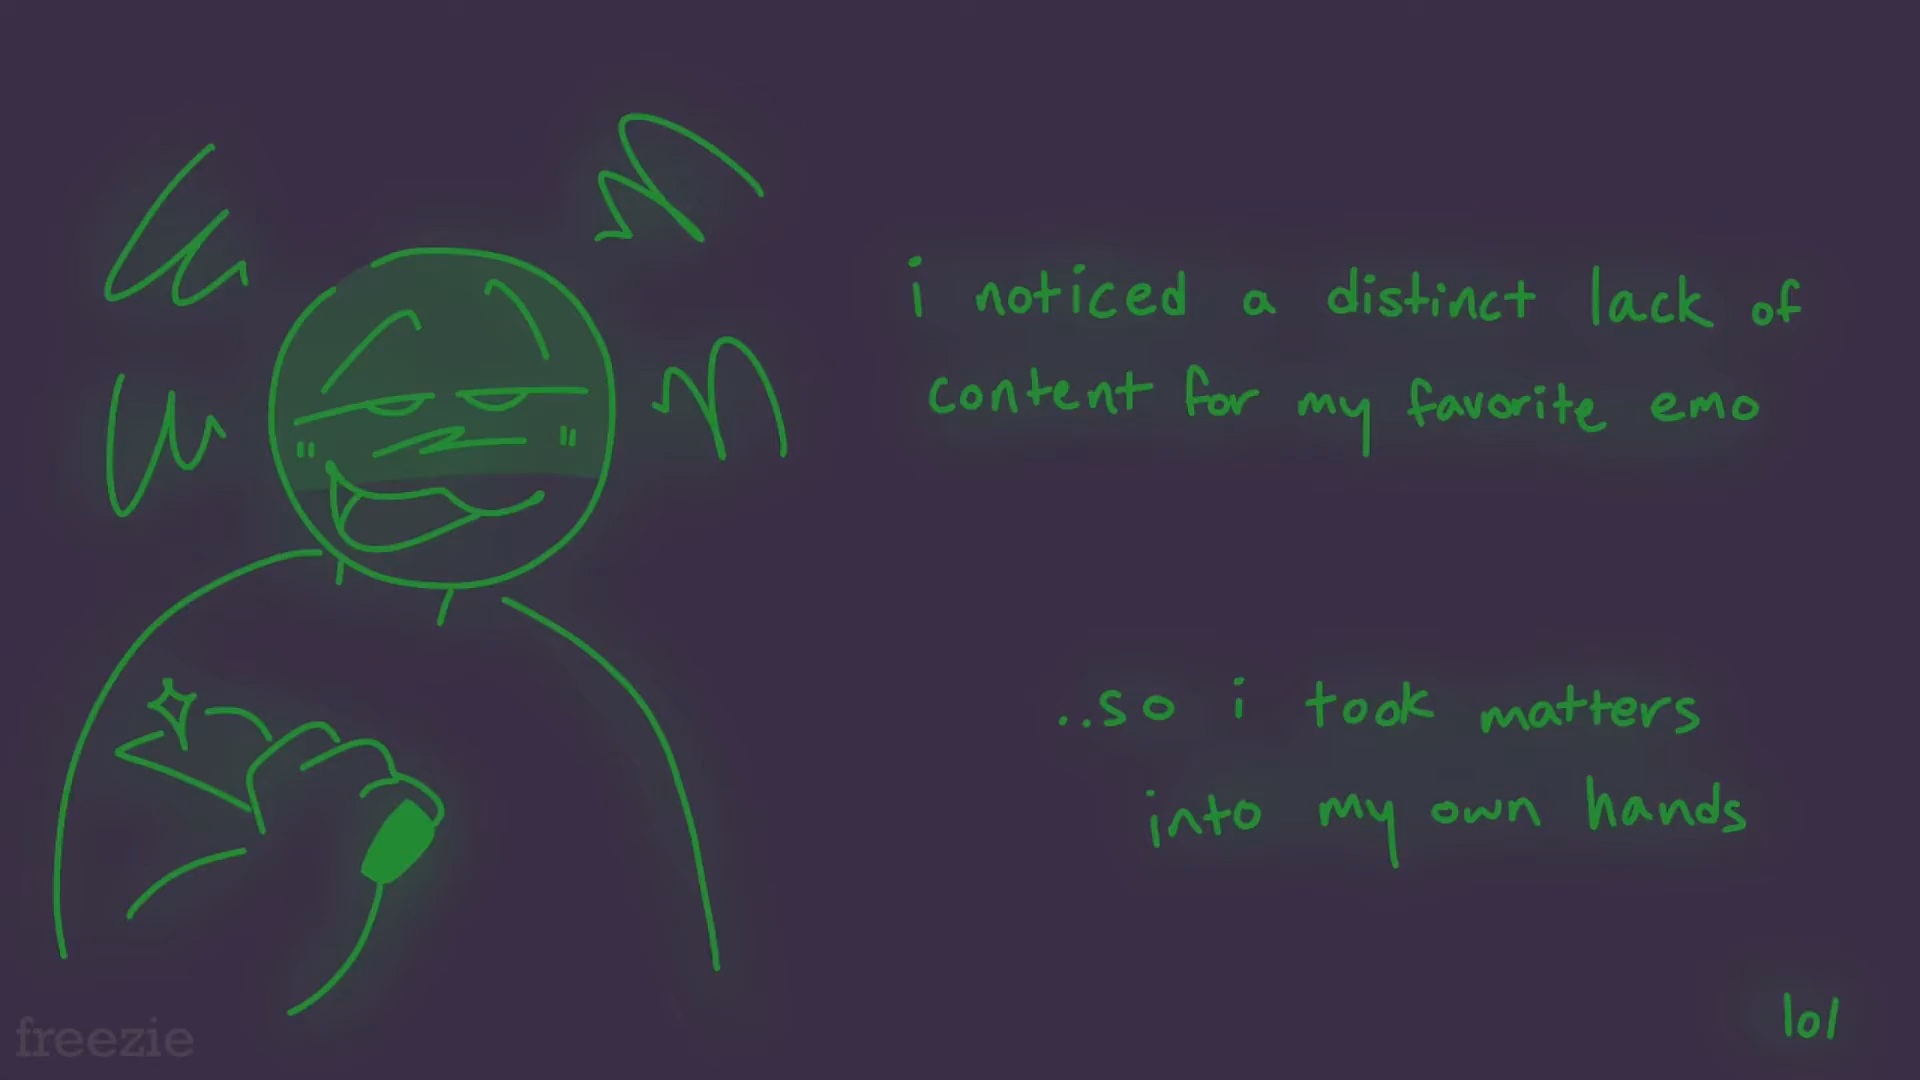 i noticed a distinct lack of
content for my favorite emo
..so i took matters
into my own hands
lol
freezie